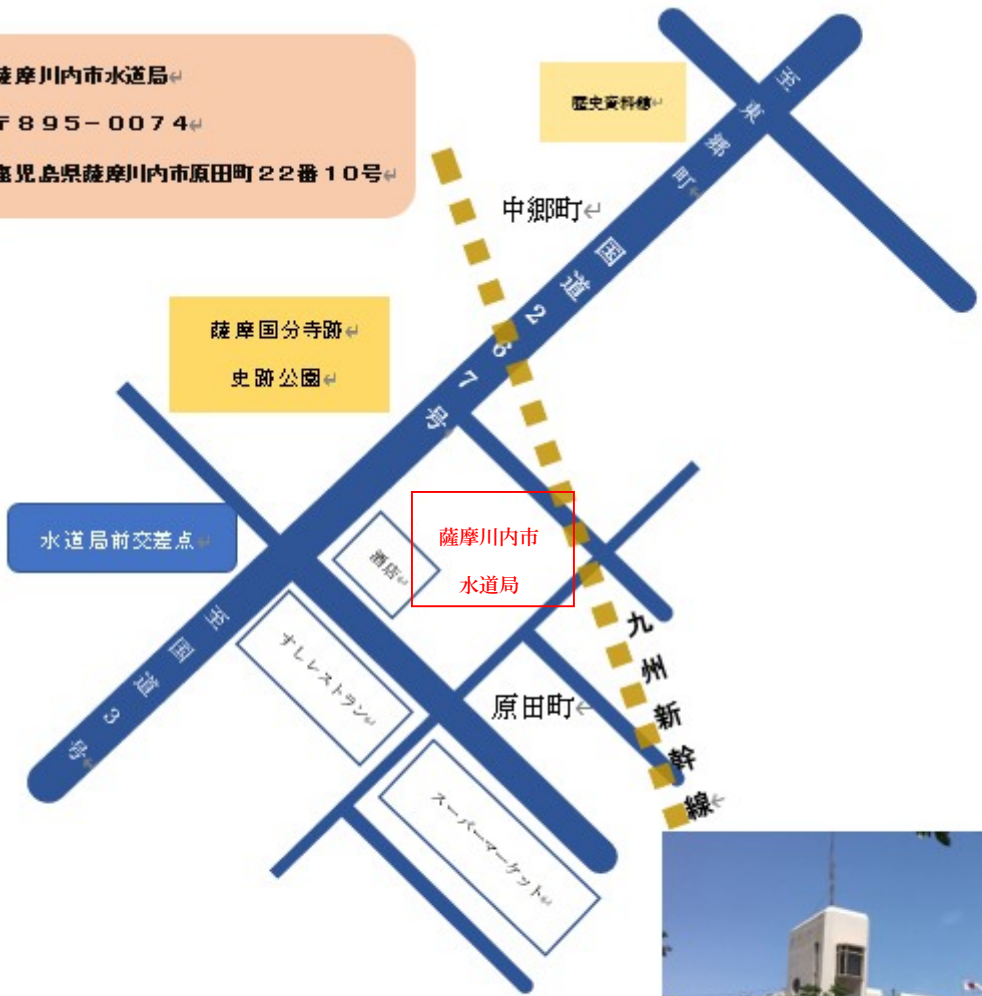 薩摩川内市水道局
〒895-0074
鹿児島県薩摩川内市原田町22番10号
歴史資料館
至東郷町
中郷町
国道267号
薩摩国分寺跡
史跡公園
水道局前交差点
酒店
薩摩川内市
水道局
至国道3号
すしレストラン
原田町
九州新幹線
スーパーマーケット